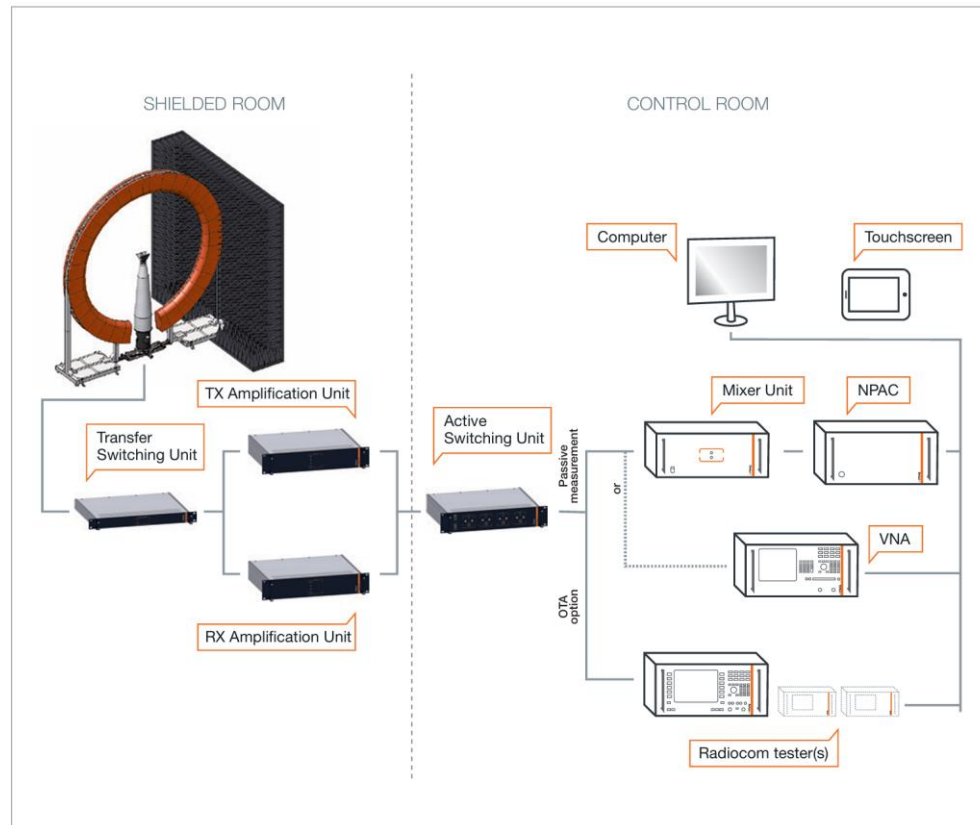 SHIELDED ROOM
CONTROL ROOM
Computer
Touchscreen
TX Amplification Unit
Mixer Unit
NPAC
Transfer
Switching Unit
Active
Switching Unit
Passive
measurement
or
VNA
OTA
option
RX Amplification Unit
Radiocom tester(s)